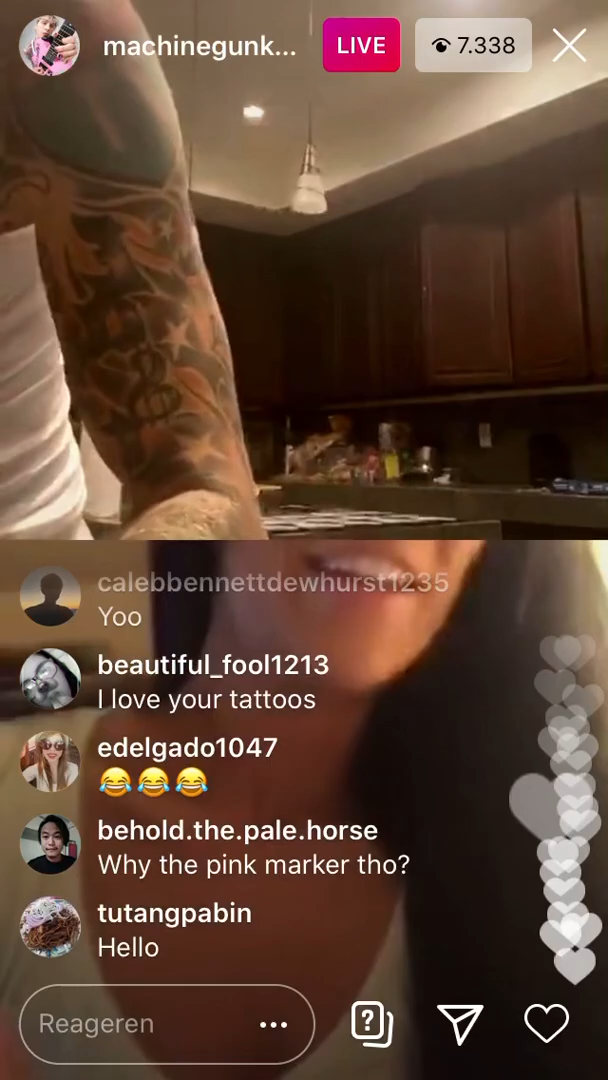 machinegunk...
LIVE
7.338
calebbennettdewhurst1235
Yoo
beautiful_fool1213
I love your tattoos
edelgado1047
😂😂😂
behold.the.pale.horse
Why the pink marker tho?
tutangpabin
Hello
Reageren